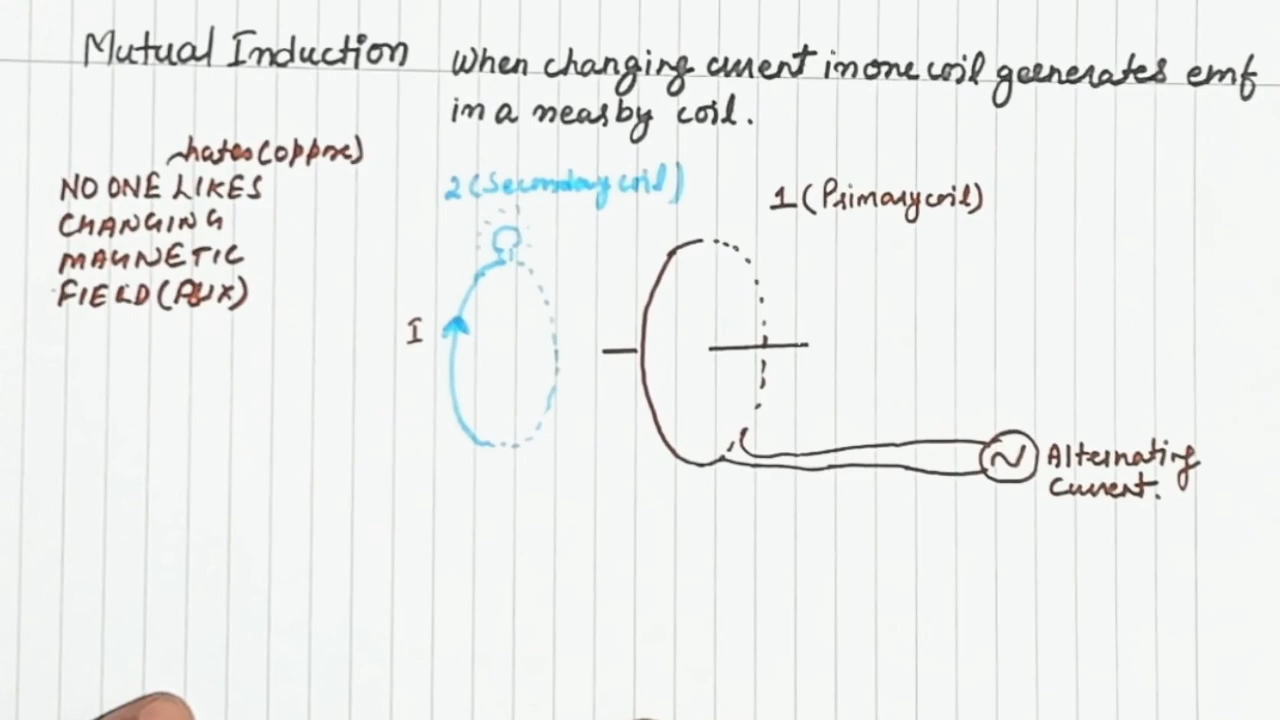 Mutual Induction
When changing current in one coil geenerates emf
in a nearby coil.
hates (oppose)
NO ONE LIKES
CHANGING
MAGNETIC
FIELD (FLUX)
2 (Secondary coil)
1 (Primary coil)
I
Alternating
Current.